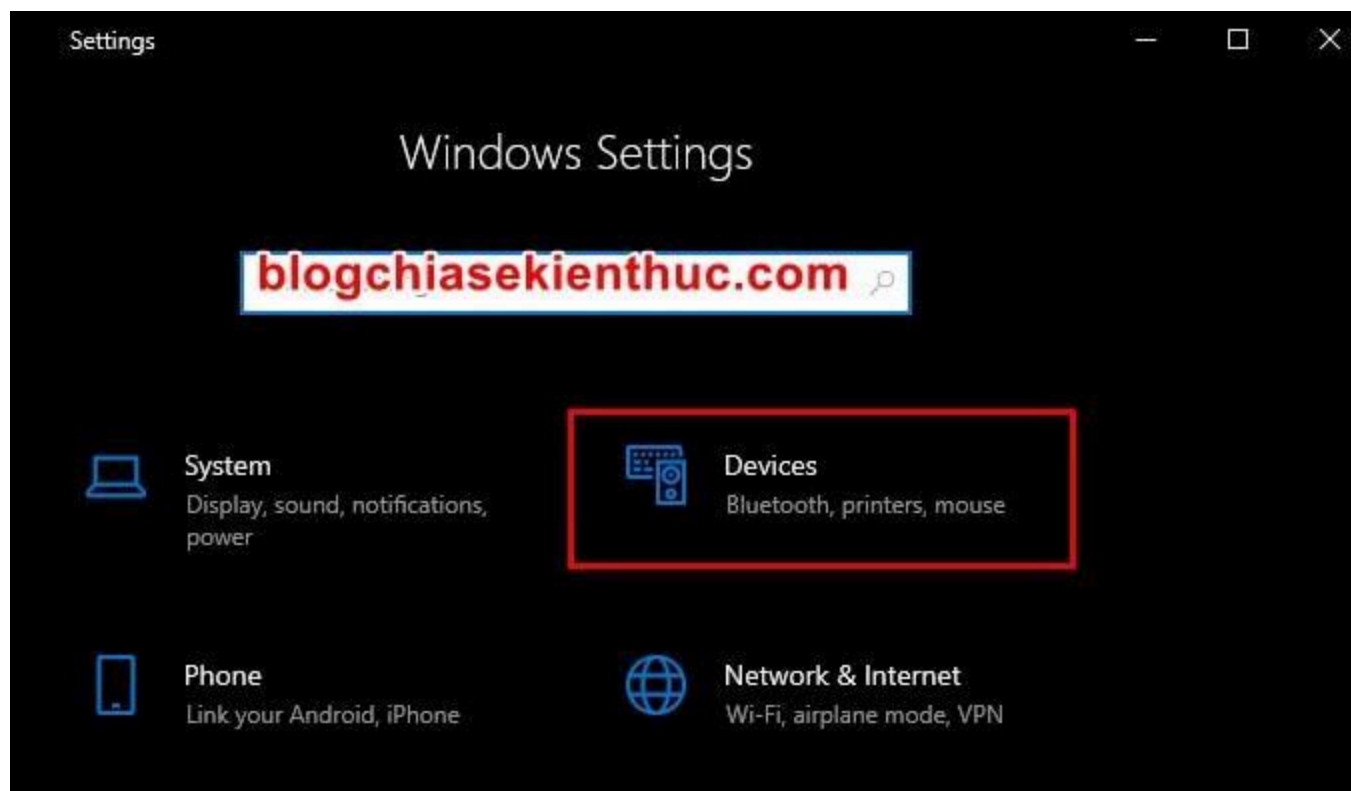 Settings
Windows Settings
blogchiasekienthuc.com
System
Display, sound, notifications,
power
Devices
Bluetooth, printers, mouse
Phone
Link your Android, iPhone
Network & Internet
Wi-Fi, airplane mode, VPN